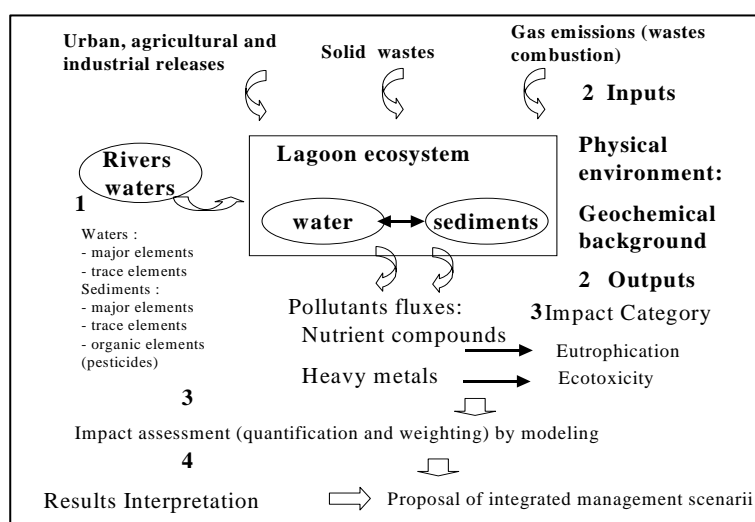 Urban, agricultural and
industrial releases
Solid wastes
Gas emissions (wastes
combustion)
2 Inputs
Rivers
waters
1
Lagoon ecosystem
water
sediments
Physical
environment:
Geochemical
background
Waters :
- major elements
- trace elements
Sediments :
- major elements
- trace elements
- organic elements
(pesticides)
2 Outputs
Pollutants fluxes:
Nutrient compounds
Heavy metals
3 Impact Category
Eutrophication
Ecotoxicity
3
Impact assessment (quantification and weighting) by modeling
4
Results Interpretation
Proposal of integrated management scenarii